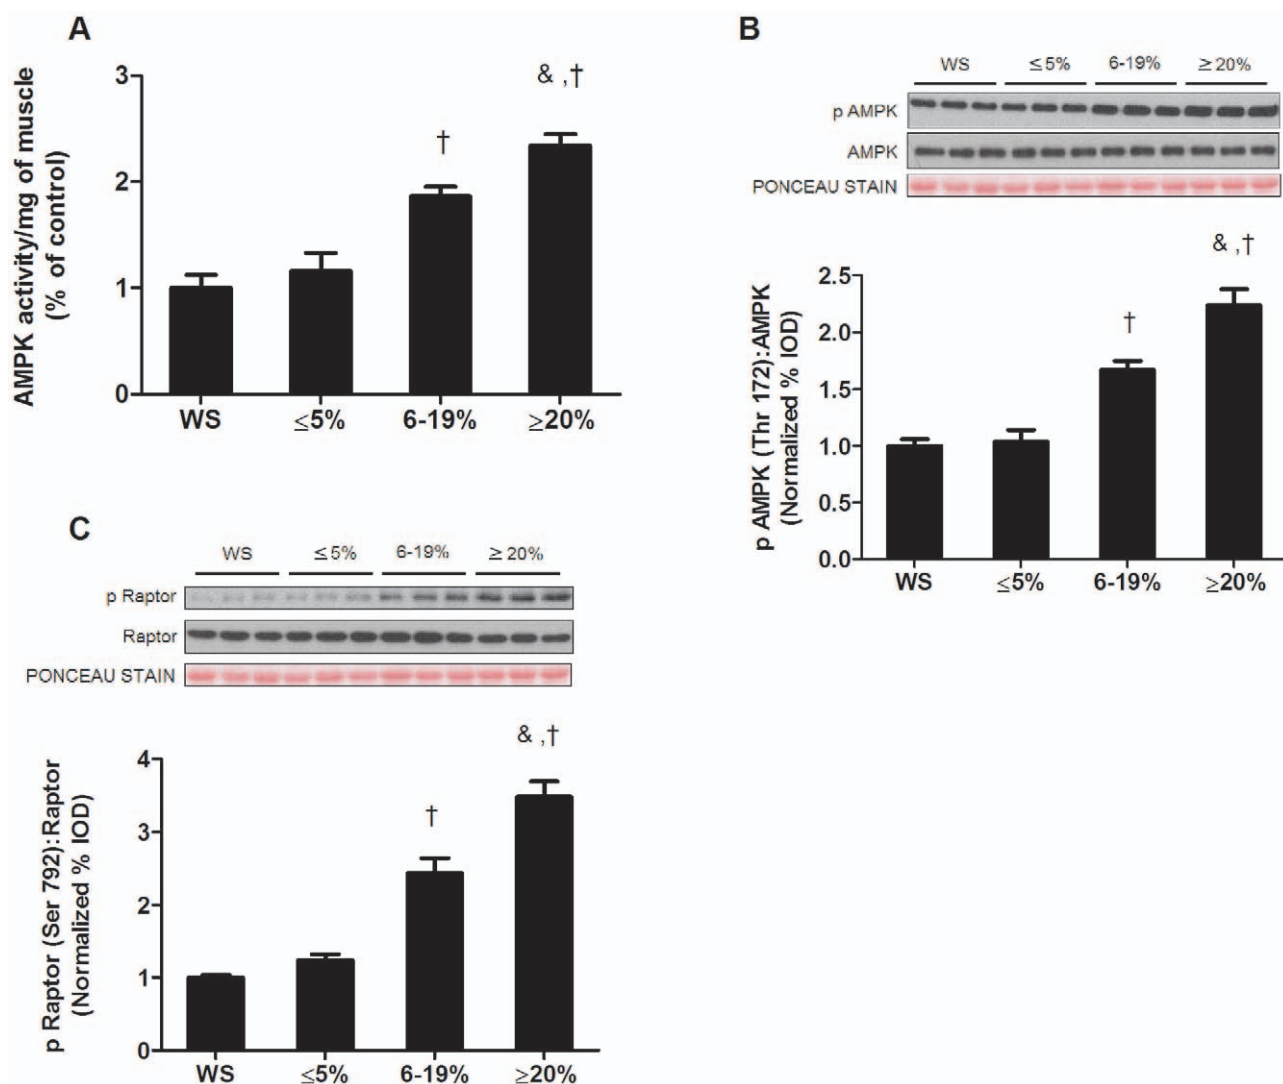 A
AMPK activity/mg of muscle
(% of control)
3
2
1
0
†
& ,†
WS ≤5% 6-19% ≥20%
B
WS ≤5% 6-19% ≥20%
p AMPK
AMPK
PONCEAU STAIN
p AMPK (Thr 172):AMPK
(Normalized % IOD)
2.5
2.0
1.5
1.0
0.5
0.0
†
& ,†
WS ≤5% 6-19% ≥20%
C
WS ≤5% 6-19% ≥20%
p Raptor
Raptor
PONCEAU STAIN
p Raptor (Ser 792):Raptor
(Normalized % IOD)
4
3
2
1
0
†
& ,†
WS ≤5% 6-19% ≥20%